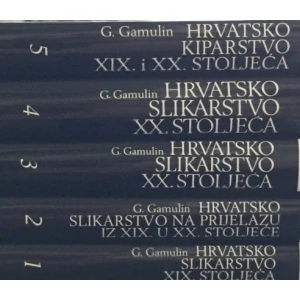 5
G. Gamulin HRVATSKO
KIPARSTVO
XIX. i XX. STOLJEĆA
4
G. Gamulin HRVATSKO
SLIKARSTVO
XX. STOLJEĆA
3
G. Gamulin HRVATSKO
SLIKARSTVO
XX. STOLJEĆA
2
G. Gamulin HRVATSKO
SLIKARSTVO NA PRIJELAZU
IZ XIX. U XX. STOLJEĆE
1
G. Gamulin HRVATSKO
SLIKARSTVO
XIX. STOLJEĆA